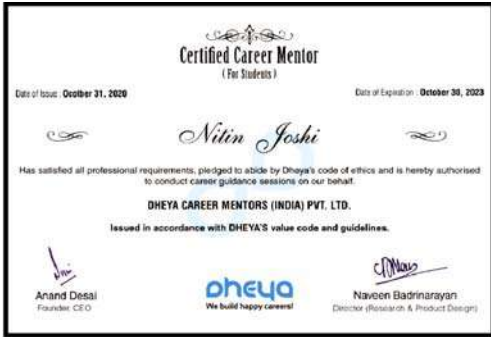 Certified Career Mentor
( For Students )
Date of Issue : Ocotber 31, 2020
Date of Expiration : October 30, 2023
Nitin Joshi
Has satisfied all professional requirements, pledged to abide by Dheya's code of ethics and is hereby authorised
to conduct career guidance sessions on our behalf.
DHEYA CAREER MENTORS (INDIA) PVT. LTD.
Issued in accordance with DHEYA'S value code and guidelines.
Anand Desai
Founder, CEO
Dheya
We build happy careers!
Naveen Badrinarayan
Director (Research & Product Design)